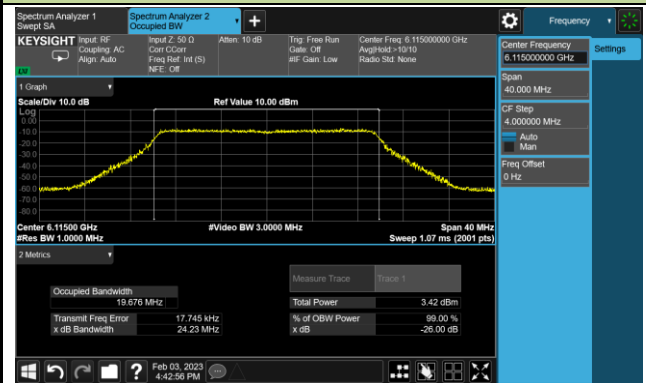 Spectrum Analyzer 1
Swept SA
Spectrum Analyzer 2
Occupied BW
Frequency
KEYSIGHT
Input: RF
Coupling: AC
Align: Auto
Input Z: 50 Ω
Corr CCorr
Freq Ref: Int (S)
NFE: Off
Atten: 10 dB
Trig: Free Run
Gate: Off
#IF Gain: Low
Center Freq: 6.115000000 GHz
Avg|Hold:>10/10
Radio Std: None
Center Frequency
6.115000000 GHz
Settings
Span
40.000 MHz
CF Step
4.000000 MHz
Auto
Man
Freq Offset
0 Hz
1 Graph
Scale/Div 10.0 dB
Ref Value 10.00 dBm
Log
0.00
-10.0
-20.0
-30.0
-40.0
-50.0
-60.0
-70.0
-80.0
Center 6.11500 GHz
#Video BW 3.0000 MHz
Span 40 MHz
#Res BW 1.0000 MHz
Sweep 1.07 ms (2001 pts)
2 Metrics
Measure Trace
Trace 1
Occupied Bandwidth
19.676 MHz
Total Power
3.42 dBm
Transmit Freq Error
17.745 kHz
% of OBW Power
99.00 %
x dB Bandwidth
24.23 MHz
x dB
-26.00 dB
?
Feb 03, 2023
4:42:56 PM